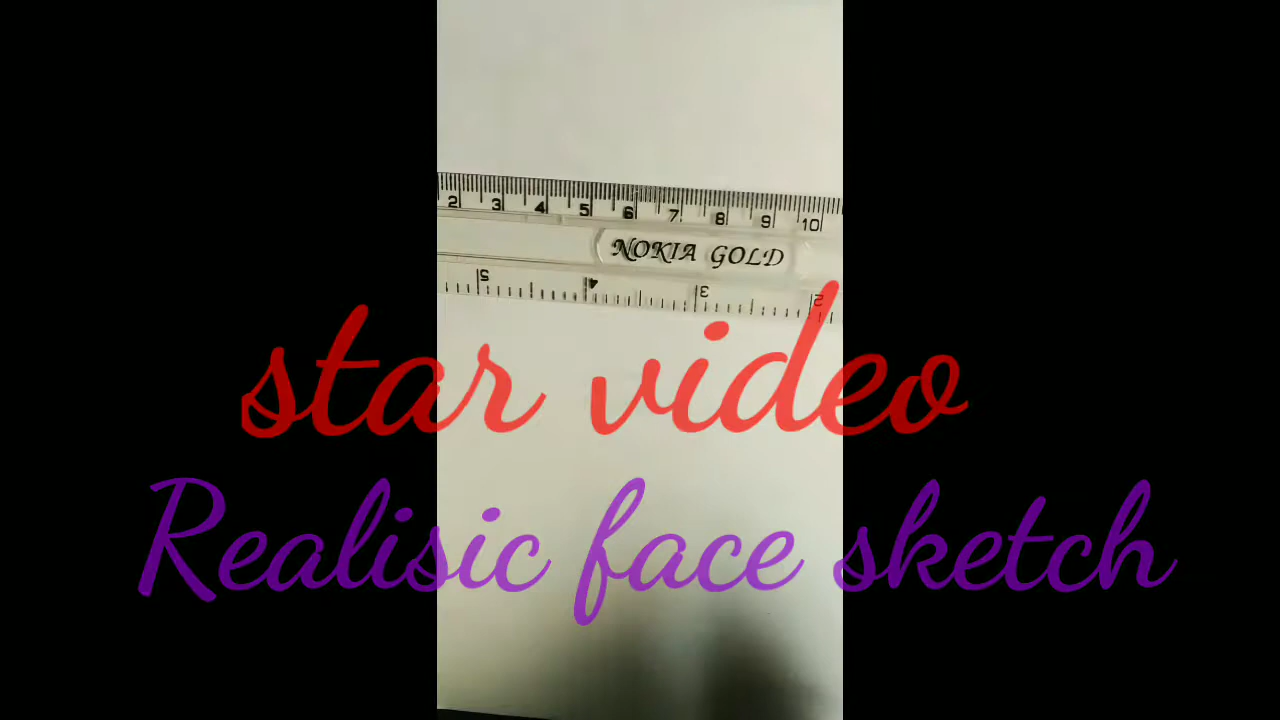 2 3 4 5 6 7 8 9 10
NOKIA GOLD
5 4 3 2
star video
Realisic face sketch